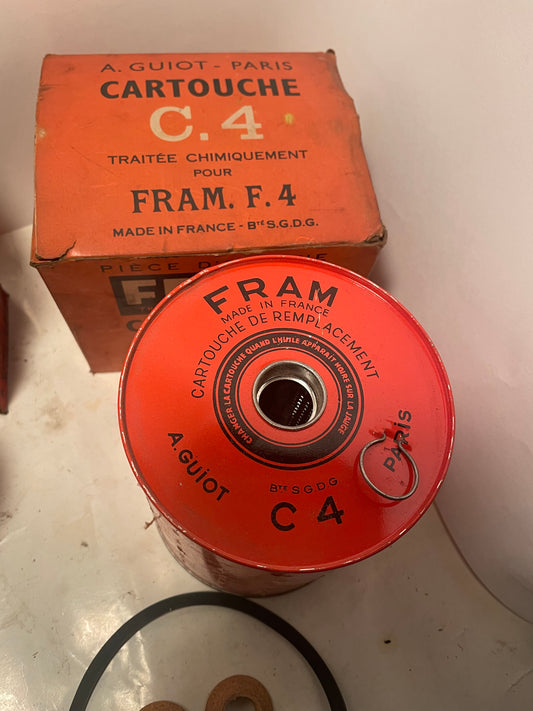 A. GUIOT - PARIS
CARTOUCHE
C. 4
TRAITÉE CHIMIQUEMENT
POUR
FRAM. F. 4
MADE IN FRANCE - Bté S.G.D.G.
PIÈCE
FRAM
MADE IN FRANCE
CARTOUCHE DE REMPLACEMENT
CHANGER LA CARTOUCHE QUAND L'HUILE APPARAIT NOIRE SUR LA JAUGE
A. GUIOT
PARIS
Bté S.G.D.G
C 4